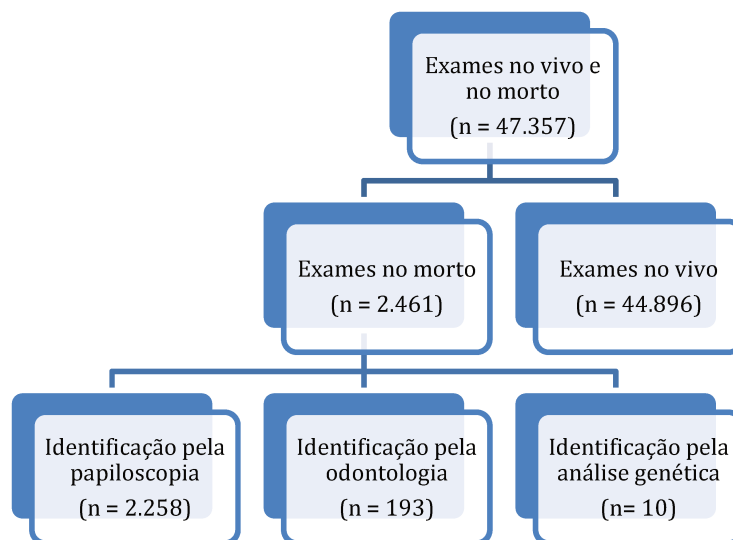 Exames no vivo e
no morto
(n = 47.357)
Exames no morto
(n = 2.461)
Exames no vivo
(n = 44.896)
Identificação pela
papiloscopia
(n = 2.258)
Identificação pela
odontologia
(n = 193)
Identificação pela
análise genética
(n= 10)